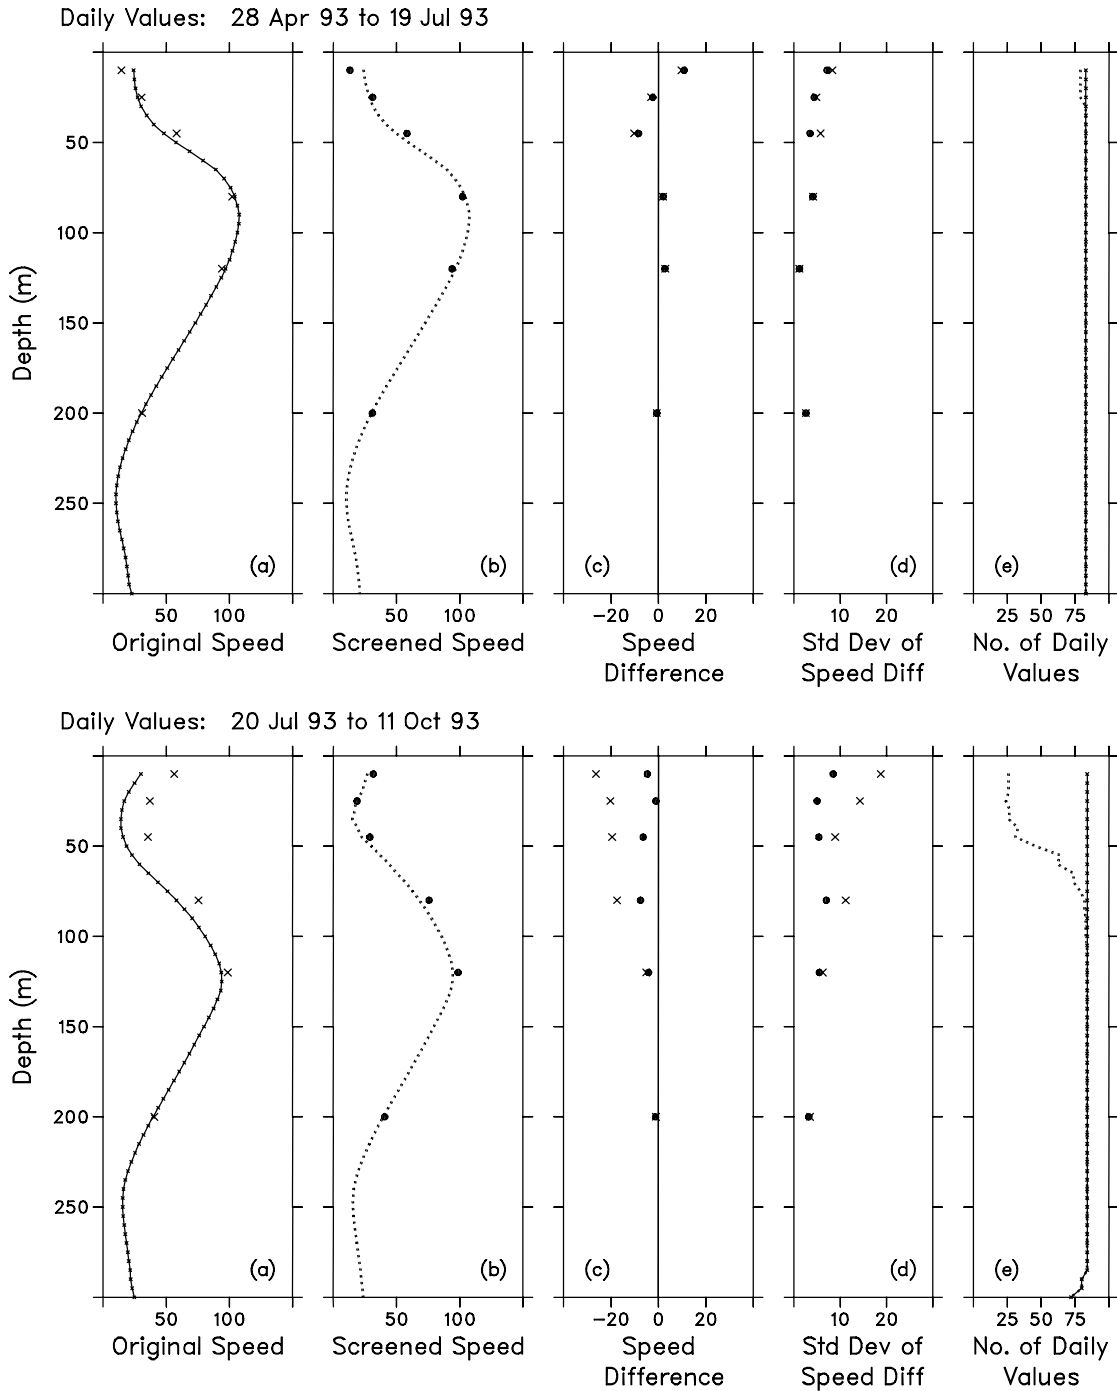 Daily Values: 28 Apr 93 to 19 Jul 93
Depth (m)
50
100
150
200
250
(a)
(b)
(c)
(d)
(e)
50 100
50 100
−20 0 20
10 20
25 50 75
Original Speed
Screened Speed
Speed
Difference
Std Dev of
Speed Diff
No. of Daily
Values
Daily Values: 20 Jul 93 to 11 Oct 93
Depth (m)
50
100
150
200
250
(a)
(b)
(c)
(d)
(e)
50 100
50 100
−20 0 20
10 20
25 50 75
Original Speed
Screened Speed
Speed
Difference
Std Dev of
Speed Diff
No. of Daily
Values